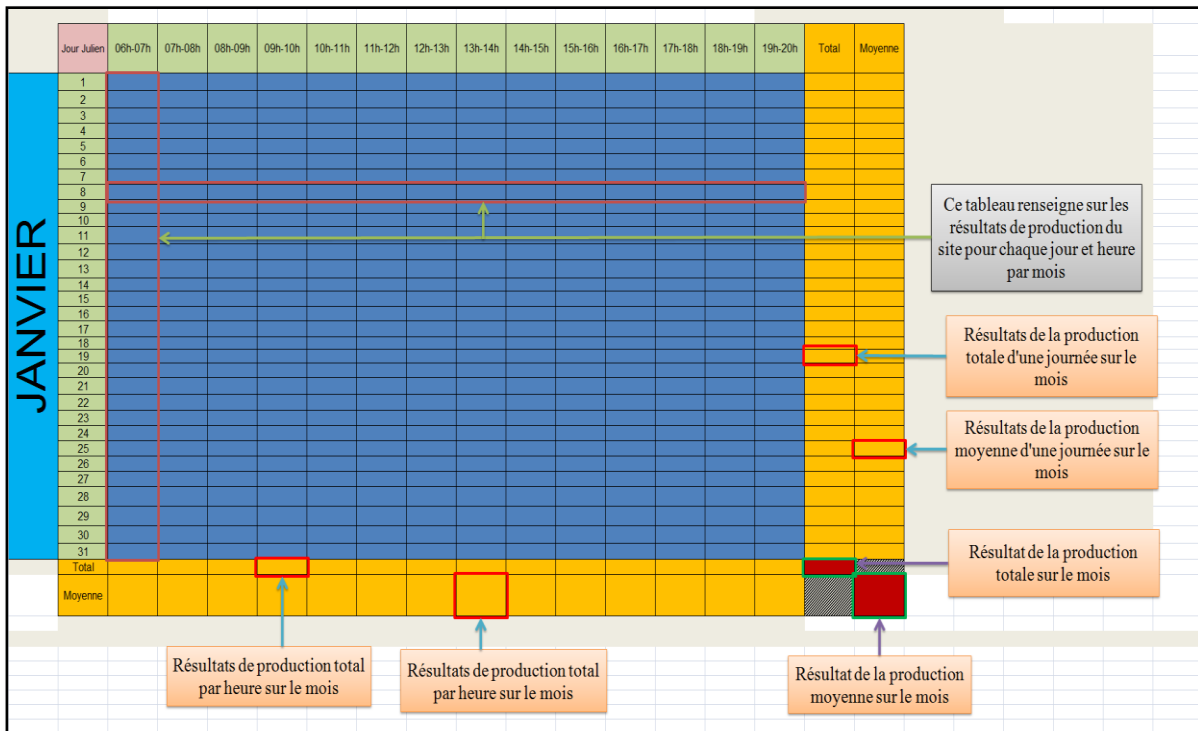 Jour Julien 06h-07h 07h-08h 08h-09h 09h-10h 10h-11h 11h-12h 12h-13h 13h-14h 14h-15h 15h-16h 16h-17h 17h-18h 18h-19h 19h-20h Total Moyenne
JANVIER
1
2
3
4
5
6
7
8
9
10
11
12
13
14
15
16
17
18
19
20
21
22
23
24
25
26
27
28
29
30
31
Total
Moyenne
Ce tableau renseigne sur les
résultats de production du
site pour chaque jour et heure
par mois
Résultats de la production
totale d'une journée sur le
mois
Résultats de la production
moyenne d'une journée sur le
mois
Résultat de la production
totale sur le mois
Résultats de production total
par heure sur le mois
Résultats de production total
par heure sur le mois
Résultat de la production
moyenne sur le mois